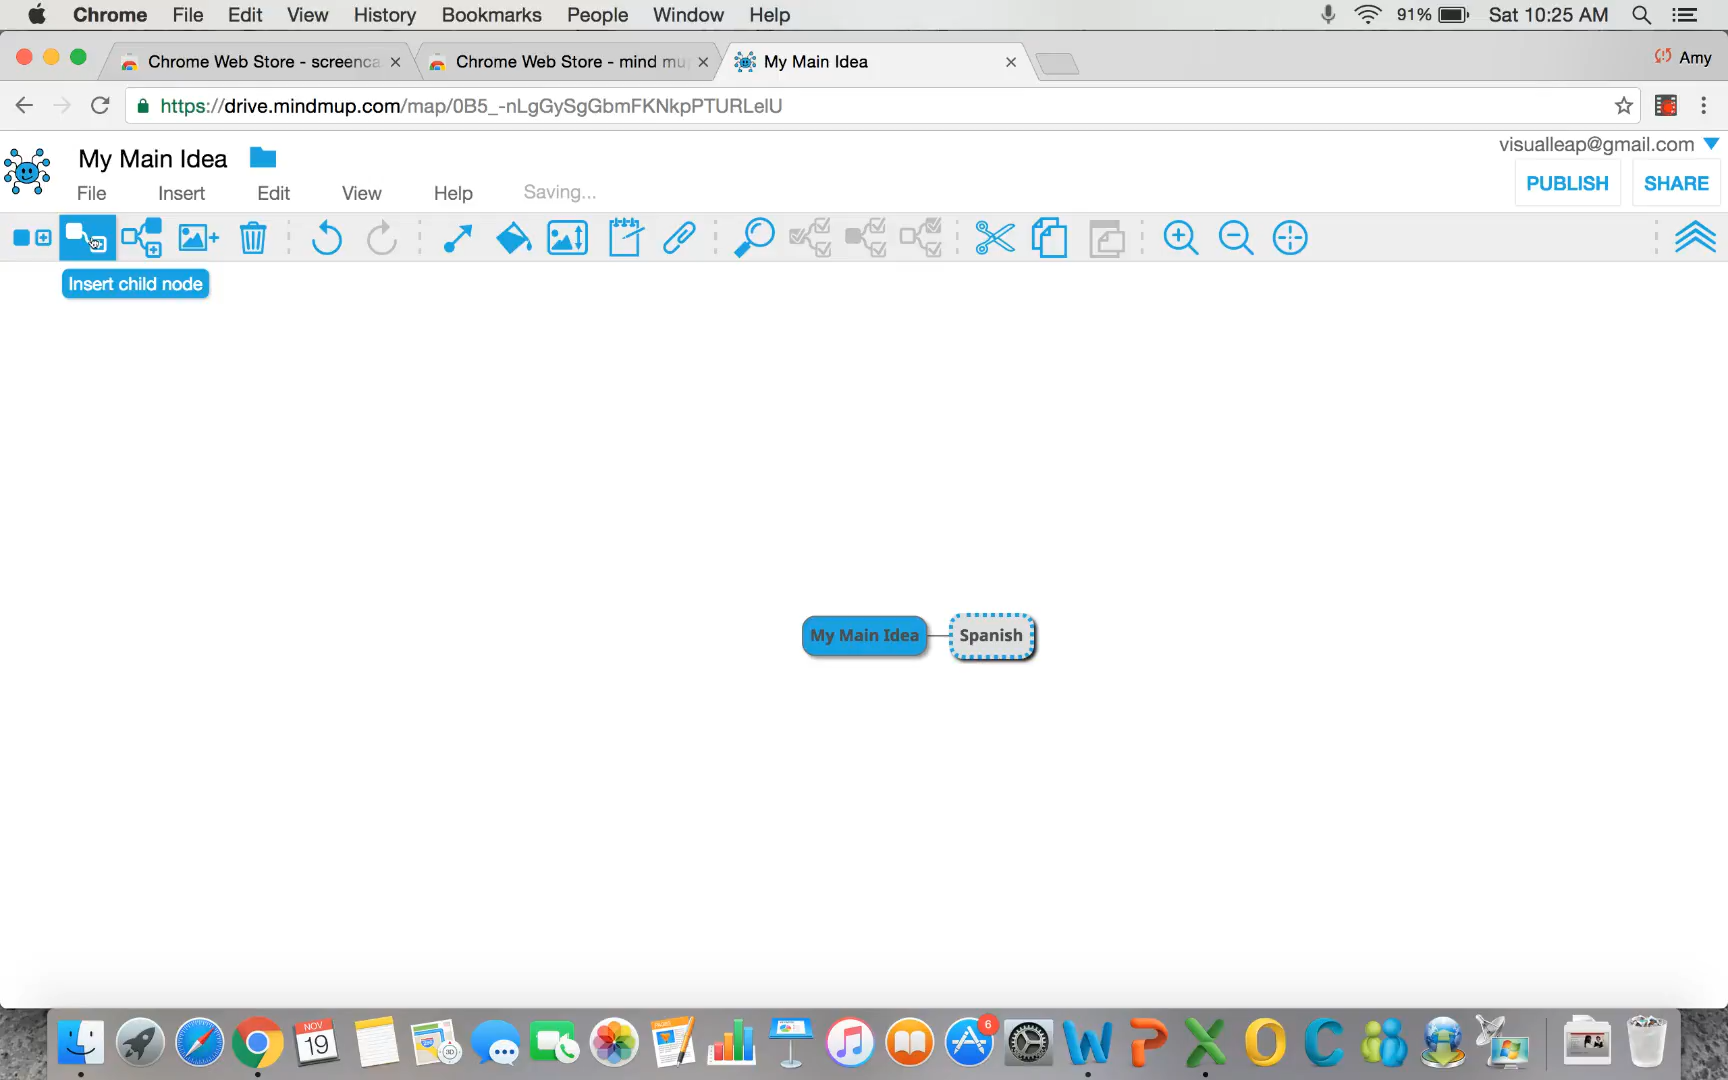 Chrome File Edit View History Bookmarks People Window Help 91% Sat 10:25 AM
Chrome Web Store - screenca Chrome Web Store - mind mu My Main Idea Amy
https://drive.mindmup.com/map/0B5_-nLgGySgGbmFKNkpPTURLelU
visualleap@gmail.com
My Main Idea
File Insert Edit View Help Saving...
PUBLISH SHARE
Insert child node
My Main Idea Spanish
NOV
19
3D
6
W P X O C